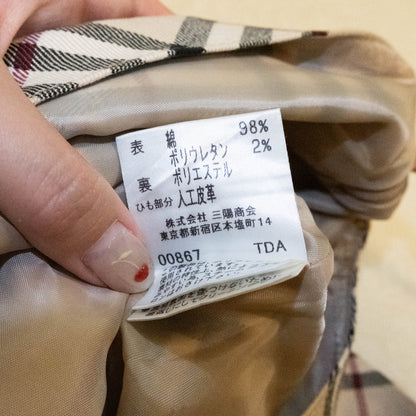 表 綿 98%
ポリウレタン 2%
裏 ポリエステル
ひも部分 人工皮革
株式会社 三陽商会
東京都新宿区本塩町14
00867 TDA